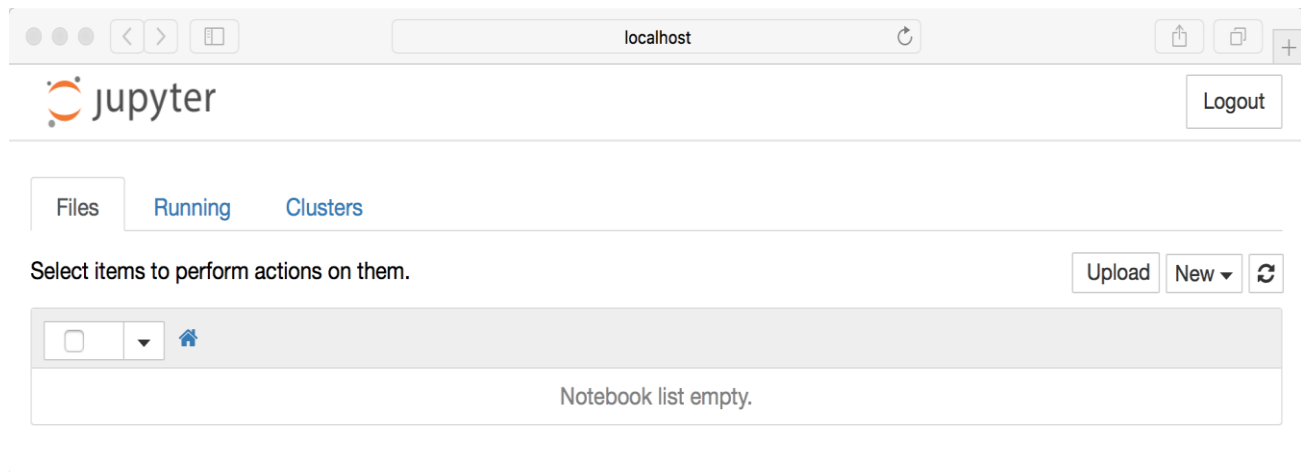 localhost
jupyter
Logout
Files Running Clusters
Select items to perform actions on them.
Upload New
Notebook list empty.